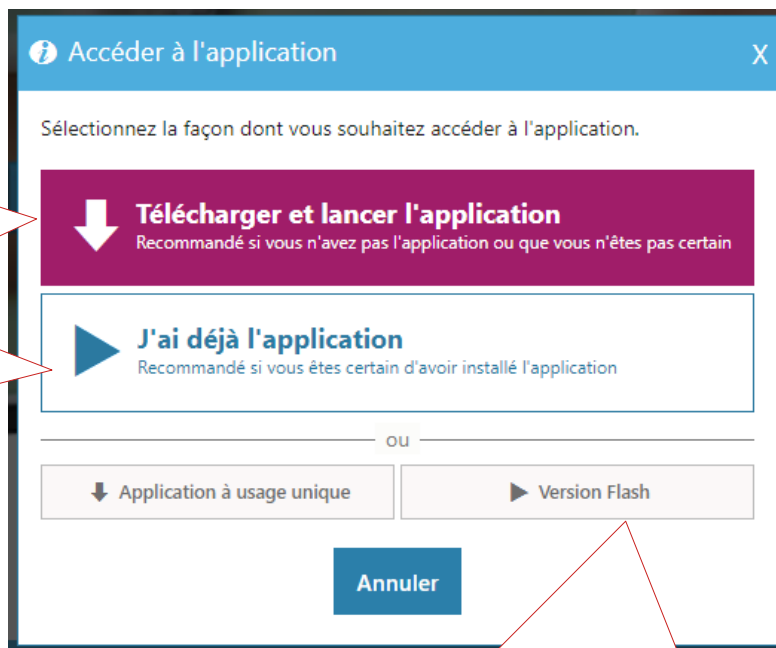 Accéder à l'application
X
Sélectionnez la façon dont vous souhaitez accéder à l'application.
Télécharger et lancer l'application
Recommandé si vous n'avez pas l'application ou que vous n'êtes pas certain
J'ai déjà l'application
Recommandé si vous êtes certain d'avoir installé l'application
ou
Application à usage unique
Version Flash
Annuler